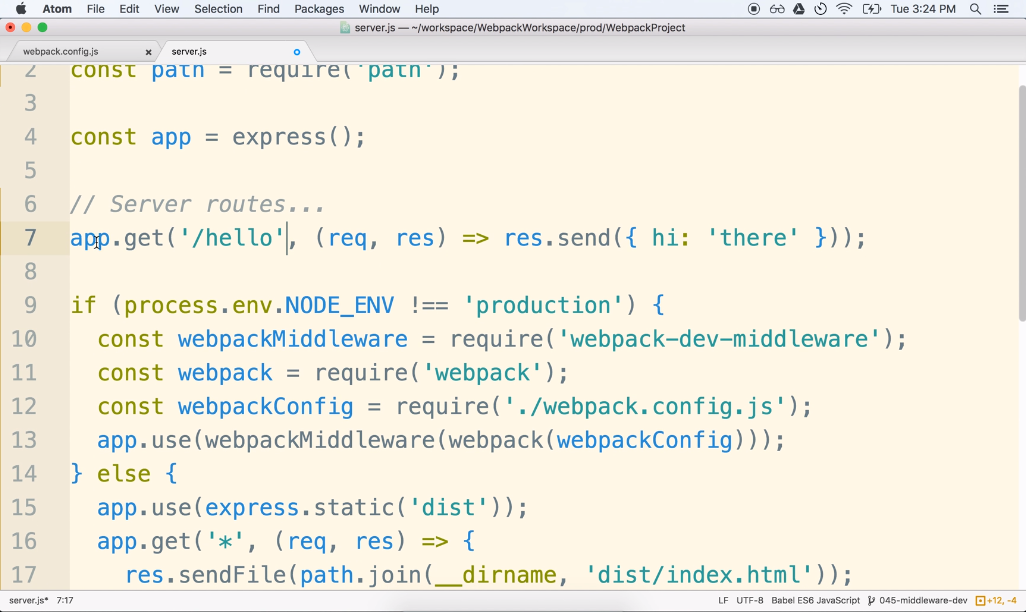 Atom File Edit View Selection Find Packages Window Help Tue 3:24 PM
server.js — ~/workspace/WebpackWorkspace/prod/WebpackProject
webpack.config.js server.js
2 const path = require('path');
3
4 const app = express();
5
6 // Server routes...
7 app.get('/hello', (req, res) => res.send({ hi: 'there' }));
8
9 if (process.env.NODE_ENV !== 'production') {
10 const webpackMiddleware = require('webpack-dev-middleware');
11 const webpack = require('webpack');
12 const webpackConfig = require('./webpack.config.js');
13 app.use(webpackMiddleware(webpack(webpackConfig)));
14 } else {
15 app.use(express.static('dist'));
16 app.get('*', (req, res) => {
17 res.sendFile(path.join(__dirname, 'dist/index.html'));
server.js* 7:17 LF UTF-8 Babel ES6 JavaScript 045-middleware-dev +12, -4